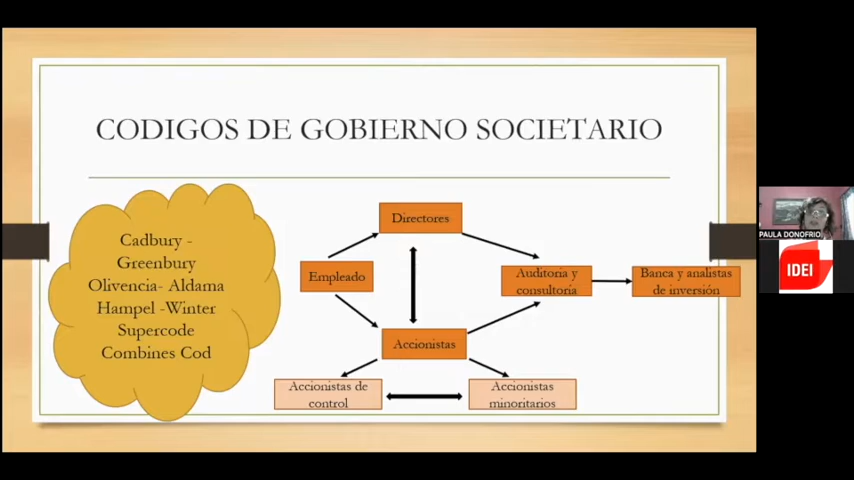 CODIGOS DE GOBIERNO SOCIETARIO
Cadbury -
Greenbury
Olivencia- Aldama
Hampel -Winter
Supercode
Combines Cod
Directores
Empleado
Auditoria y
consultoria
Banca y analistas
de inversión
Accionistas
Accionistas de
control
Accionistas
minoritarios
PAULA DONOFRIO
IDEI